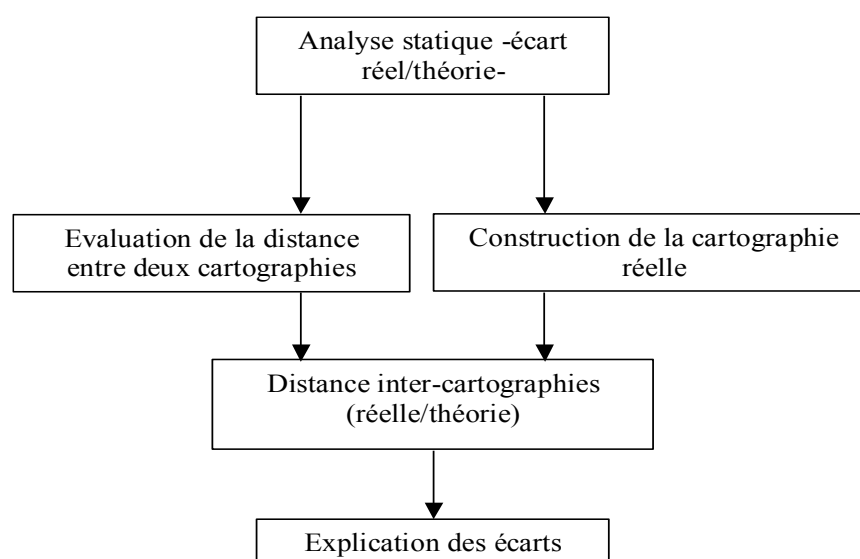 Analyse statique -écart
réel/théorie-
Evaluation de la distance
entre deux cartographies
Construction de la cartographie
réelle
Distance inter-cartographies
(réelle/théorie)
Explication des écarts